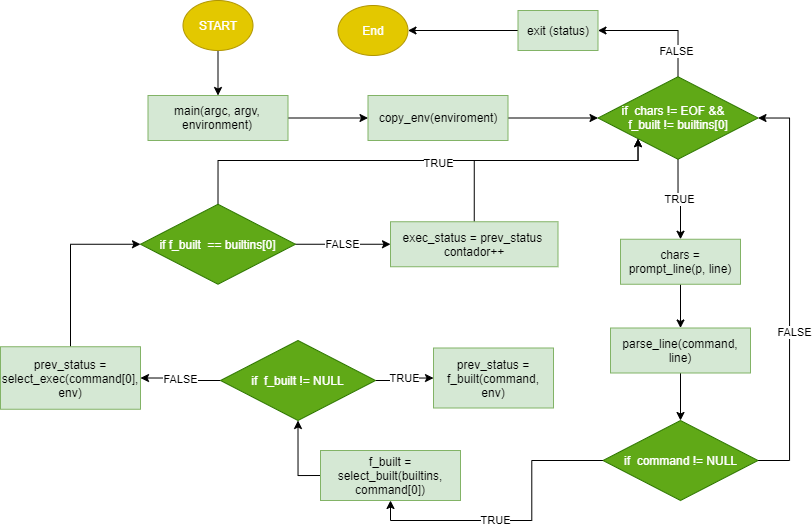 START
End
exit (status)
FALSE
main(argc, argv,
environment)
copy_env(enviroment)
if chars != EOF &&
f_built != builtins[0]
TRUE
TRUE
if f_built == builtins[0]
FALSE
exec_status = prev_status
contador++
chars =
prompt_line(p, line)
FALSE
parse_line(command,
line)
prev_status =
select_exec(command[0],
env)
FALSE
if f_built != NULL
TRUE
prev_status =
f_built(command,
env)
if command != NULL
f_built =
select_built(builtins,
command[0])
TRUE